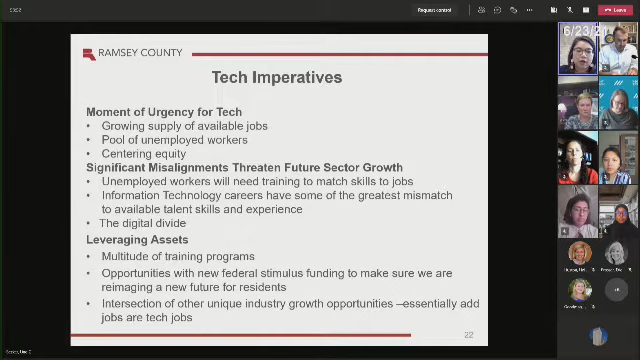 Request control
Leave
6/23/2
RAMSEY COUNTY
Tech Imperatives
Moment of Urgency for Tech
• Growing supply of available jobs
• Pool of unemployed workers
• Centering equity
Significant Misalignments Threaten Future Sector Growth
• Unemployed workers will need training to match skills to jobs
• Information Technology careers have some of the greatest mismatch
to available talent skills and experience
• The digital divide
Leveraging Assets
• Multitude of training programs
• Opportunities with new federal stimulus funding to make sure we are
reimaging a new future for residents
• Intersection of other unique industry growth opportunities –essentially add
jobs are tech jobs
22